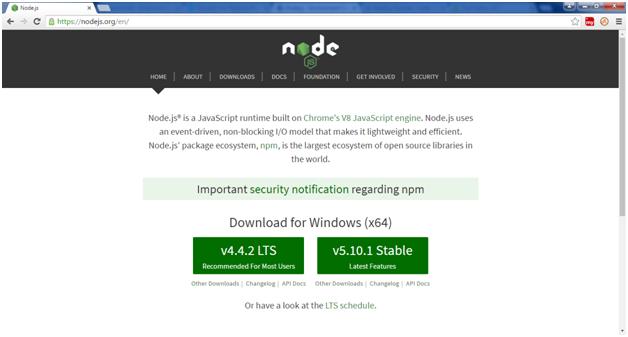 Node.js
https://nodejs.org/en/
node
JS
HOME ABOUT DOWNLOADS DOCS FOUNDATION GET INVOLVED SECURITY NEWS
Node.js® is a JavaScript runtime built on Chrome's V8 JavaScript engine. Node.js uses
an event-driven, non-blocking I/O model that makes it lightweight and efficient.
Node.js' package ecosystem, npm, is the largest ecosystem of open source libraries in
the world.
Important security notification regarding npm
Download for Windows (x64)
v4.4.2 LTS
Recommended For Most Users
v5.10.1 Stable
Latest Features
Other Downloads | Changelog | API Docs Other Downloads | Changelog | API Docs
Or have a look at the LTS schedule.